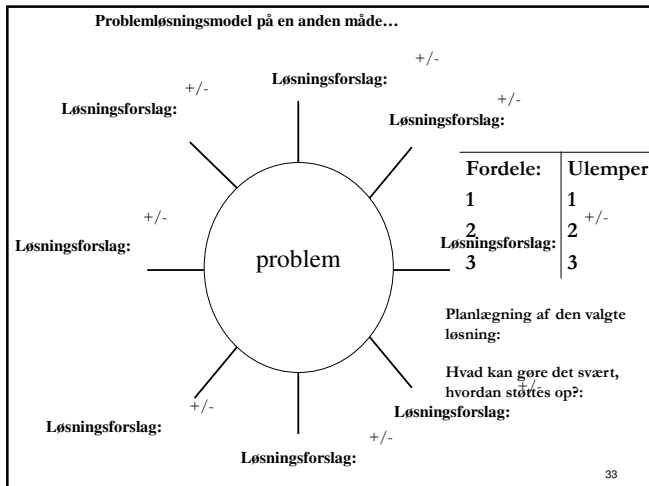 Problemløsningsmodel på en anden måde…
+/-
Løsningsforslag:
+/-
Løsningsforslag:
+/-
Løsningsforslag:
Fordele: Ulemper
1 1
2 2
3 3
+/-
Løsningsforslag:
+/-
Løsningsforslag:
problem
Planlægning af den valgte
løsning:
Hvad kan gøre det svært,
hvordan støttes op?:
+/-
Løsningsforslag:
+/-
Løsningsforslag:
+/-
Løsningsforslag:
33